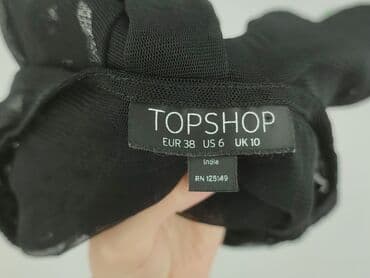 TOPSHOP
EUR 38 US 6 UK 10
India
RN 125149